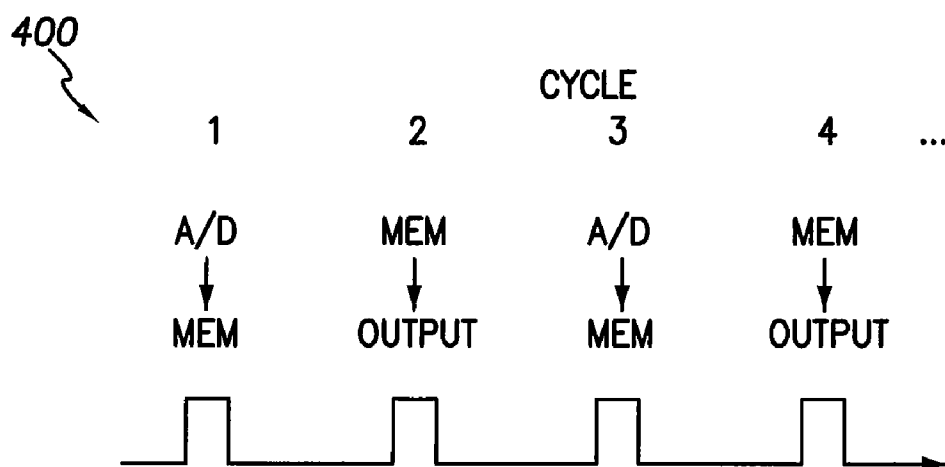 400
CYCLE
1 2 3 4 ...
A/D MEM A/D MEM
MEM OUTPUT MEM OUTPUT